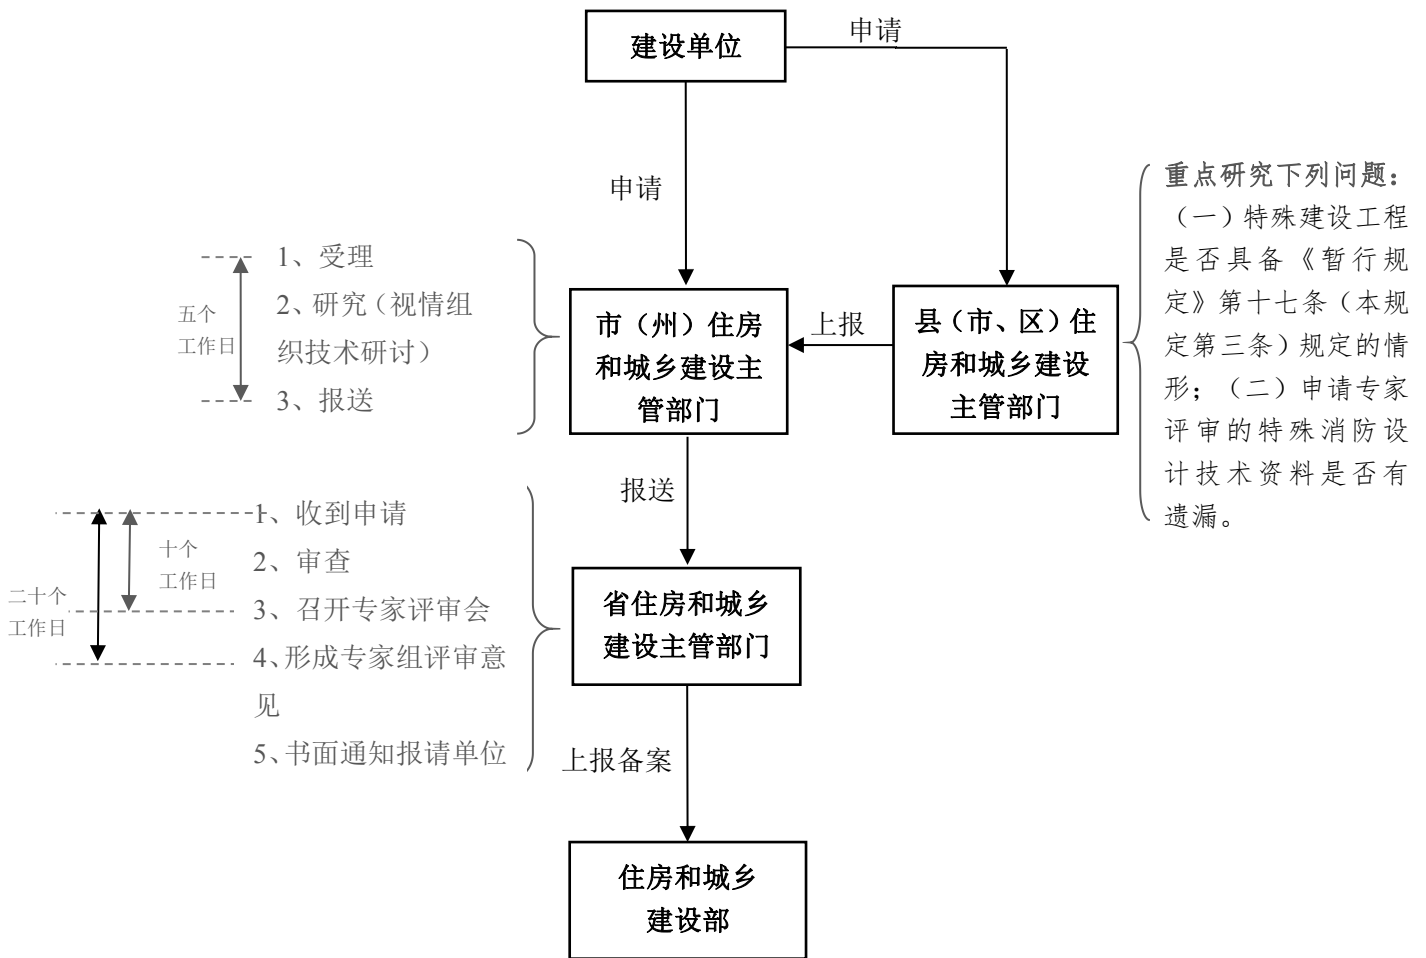 建设单位
申请
申请
重点研究下列问题：
（一）特殊建设工程
是否具备《暂行规
定》第十七条（本规
定第三条）规定的情
形；（二）申请专家
评审的特殊消防设
计技术资料是否有
遗漏。
1、受理
2、研究（视情组
织技术研讨）
3、报送
五个
工作日
市（州）住房
和城乡建设主
管部门
上报
县（市、区）住
房和城乡建设
主管部门
报送
1、收到申请
2、审查
3、召开专家评审会
4、形成专家组评审意
见
5、书面通知报请单位
十个
工作日
二十个
工作日
省住房和城乡
建设主管部门
上报备案
住房和城乡
建设部